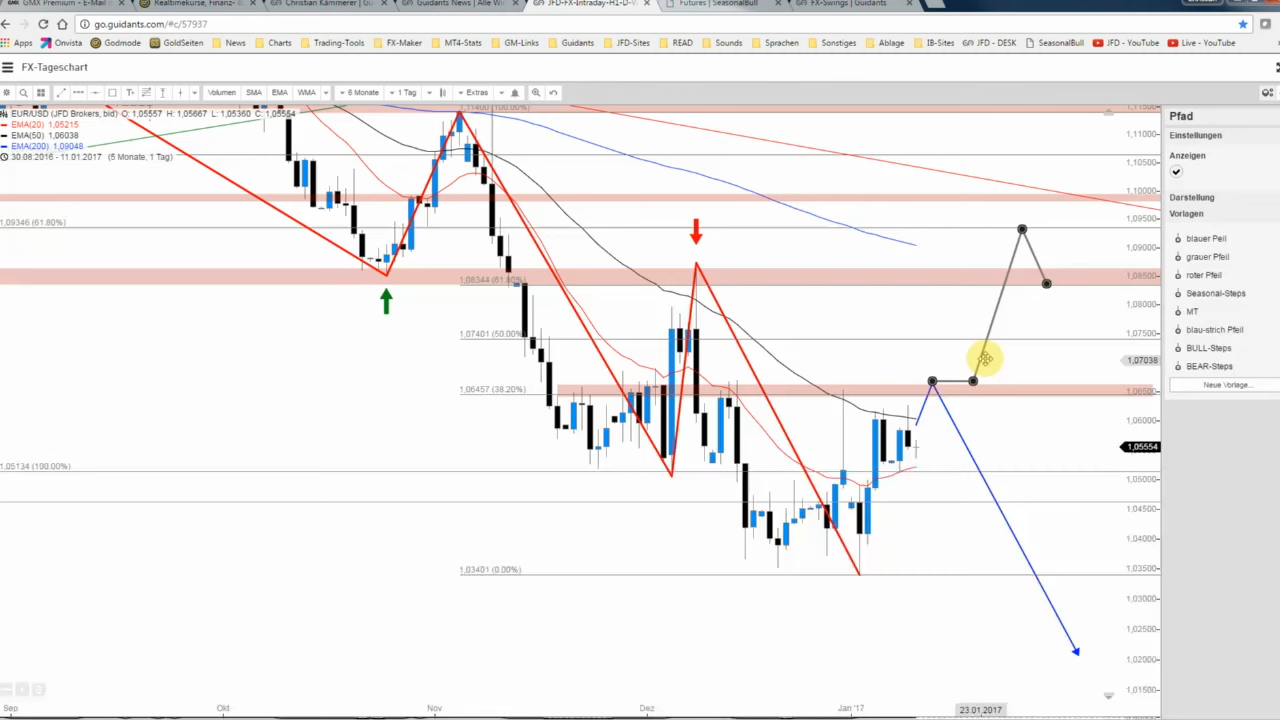 GMX Premium - E-Mail
Realtimekurse, Finanz-
Christian Kämmerer | Gu
Guidants News | Alle Wi
JFD-FX-Intraday-H1-D-W
Futures | SeasonalBull
FX-Swings | Guidants
go.guidants.com/#c/57937
Apps
Onvista
Godmode
GoldSeiten
News
Charts
Trading-Tools
FX-Maker
MT4-Stats
GM-Links
Guidants
JFD-Sites
READ
Sounds
Sprachen
Sonstiges
Ablage
IB-Sites
JFD - DESK
SeasonalBull
JFD - YouTube
Live - YouTube
FX-Tageschart
Volumen
SMA
EMA
WMA
6 Monate
1 Tag
Extras
EUR/USD (JFD Brokers, bid) O: 1,05557 H: 1,05667 L: 1,05360 C: 1,05554
EMA(20) 1,05215
EMA(50) 1,06038
EMA(200) 1,09048
30.08.2016 - 11.01.2017 (5 Monate, 1 Tag)
1,11400 (100.00%)
1,09346 (61.80%)
1,08344 (61.80%)
1,07401 (50.00%)
1,06457 (38.20%)
1,05134 (100.00%)
1,03401 (0.00%)
1,11500
1,11000
1,10500
1,10000
1,09500
1,09000
1,08500
1,08000
1,07500
1,07038
1,06500
1,06000
1,05554
1,05000
1,04500
1,04000
1,03500
1,03000
1,02500
1,02000
1,01500
Sep
Okt
Nov
Dez
Jan '17
23.01.2017
Pfad
Einstellungen
Anzeigen
Darstellung
Vorlagen
blauer Peil
grauer Pfeil
roter Pfeil
Seasonal-Steps
MT
blau-strich Pfeil
BULL-Steps
BEAR-Steps
Neue Vorlage...